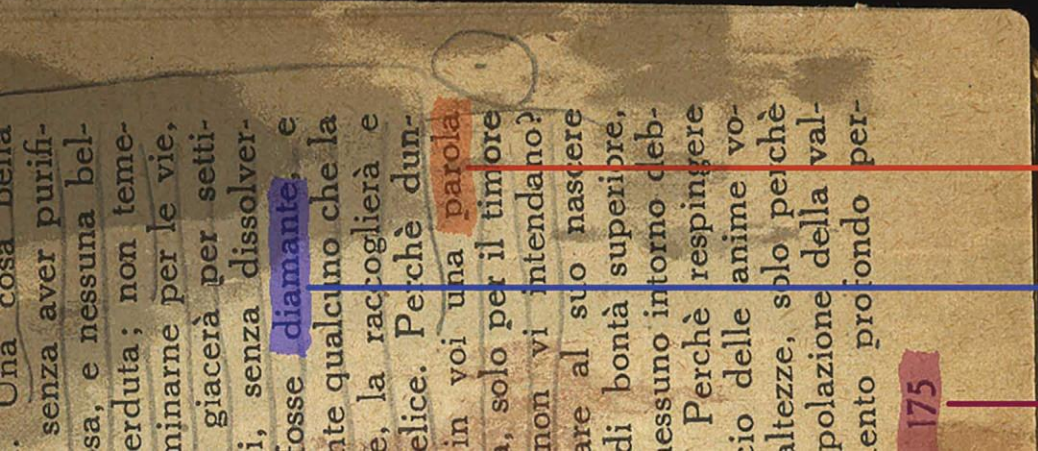 Una cosa bella
senza aver purifi-
sa, e nessuna bel-
erduta; non teme-
minarne per le vie,
giacerà per setti-
i, senza dissolver-
fosse diamante, e
nte qualcuno che la
e, la raccoglierà e
elice. Perchè dun-
in voi una parola,
, solo per il timore
non vi intendano?
are al suo nascere
di bontà superiore,
nessuno intorno deb-
Perchè respingere
cio delle anime vo-
altezze, solo perchè
polazione della val-
ento profondo per-
175